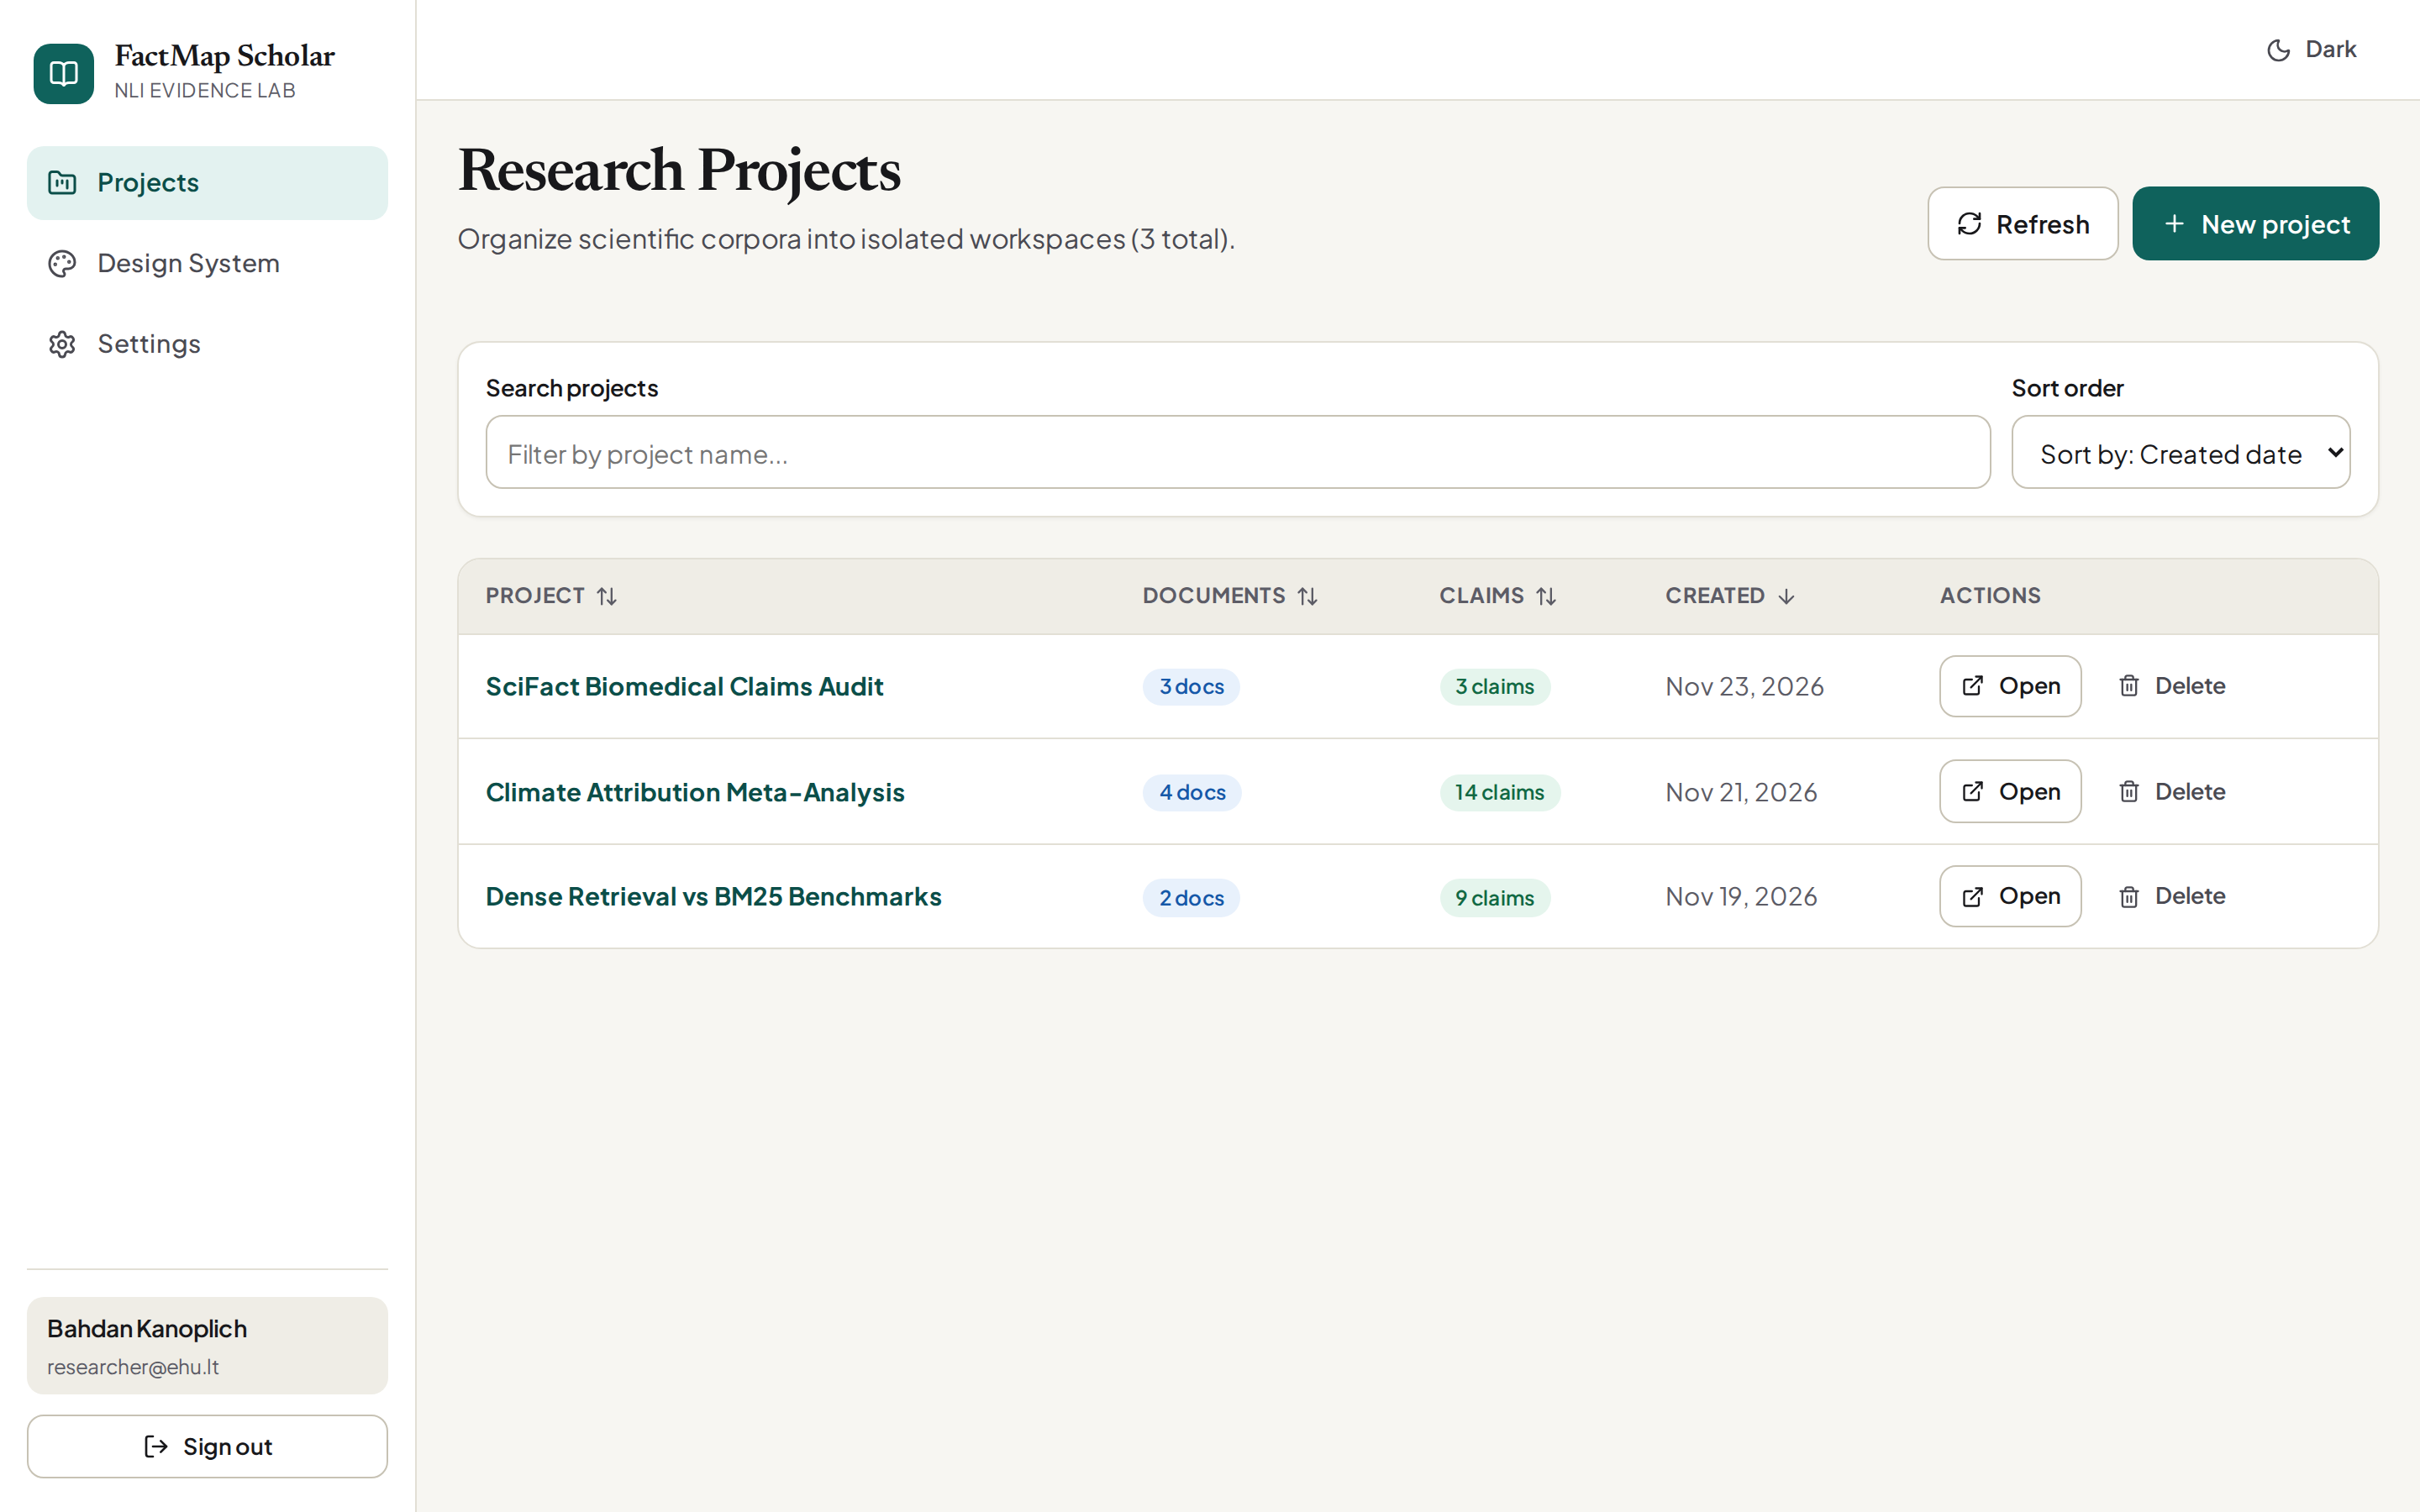 FactMap Scholar
NLI EVIDENCE LAB
Projects
Design System
Settings
Bahdan Kanoplich
researcher@ehu.lt
Sign out
Dark
Research Projects
Organize scientific corpora into isolated workspaces (3 total).
Refresh
New project
Search projects
Filter by project name...
Sort order
Sort by: Created date
PROJECT DOCUMENTS CLAIMS CREATED ACTIONS
SciFact Biomedical Claims Audit 3 docs 3 claims Nov 23, 2026 Open Delete
Climate Attribution Meta-Analysis 4 docs 14 claims Nov 21, 2026 Open Delete
Dense Retrieval vs BM25 Benchmarks 2 docs 9 claims Nov 19, 2026 Open Delete